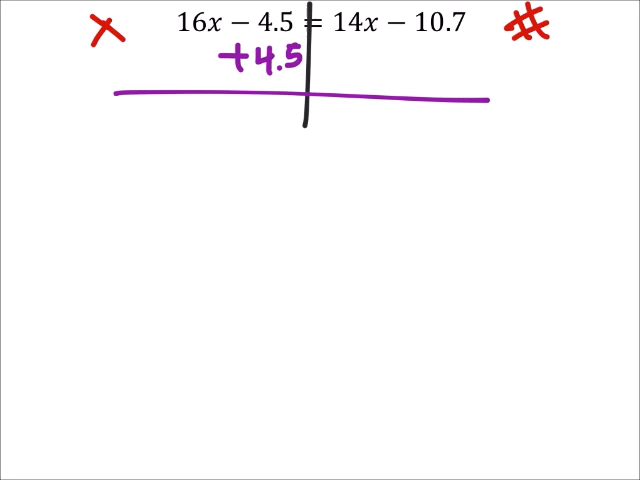 x 16x − 4.5 = 14x − 10.7 #
+4.5